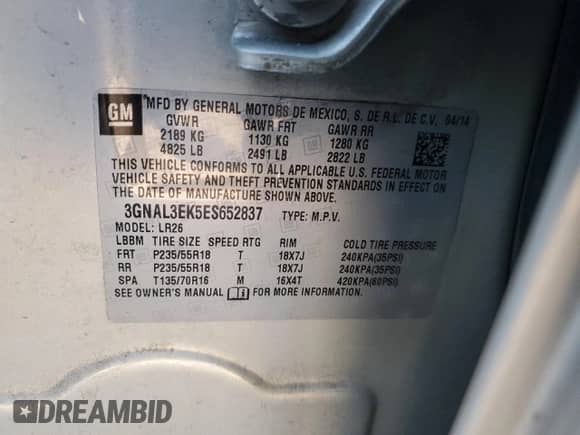 GM
MFD BY GENERAL MOTORS DE MEXICO, S. DE R.L. DE C.V. 04/14
GVWR GAWR FRT GAWR RR
2189 KG 1130 KG 1280 KG
4825 LB 2491 LB 2822 LB
THIS VEHICLE CONFORMS TO ALL APPLICABLE U.S. FEDERAL MOTOR
VEHICLE SAFETY AND THEFT PREVENTION STANDARDS IN EFFECT ON
THE DATE OF MANUFACTURE SHOWN ABOVE.
3GNAL3EK5ES652837 TYPE: M.P.V.
MODEL: LR26
LBBM TIRE SIZE SPEED RTG RIM COLD TIRE PRESSURE
FRT P235/55R18 T 18X7J 240KPA(35PSI)
RR P235/55R18 T 18X7J 240KPA(35PSI)
SPA T135/70R16 M 16X4T 420KPA(60PSI)
SEE OWNER'S MANUAL FOR MORE INFORMATION.
DREAMBID